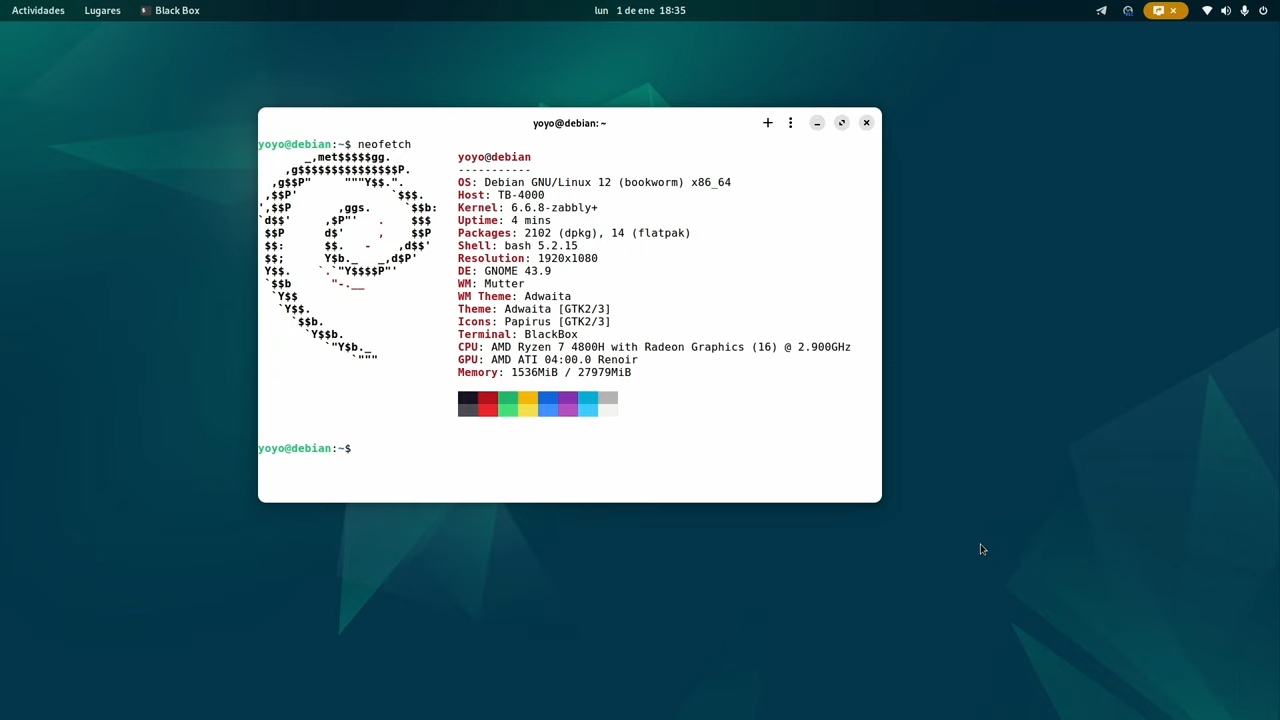 Actividades Lugares Black Box lun 1 de ene 18:35
yoyo@debian: ~
yoyo@debian:~$ neofetch
_,met$$$$$gg.
,g$$$$$$$$$$$$$$$P.
,g$$P"     """Y$$.".
,$$P'              `$$$.
',$$P       ,ggs.     `$$b:
`d$$'     ,$P"'   .    $$$
$$P      d$'     ,    $$P
$$:      $$.   -    ,d$$'
$$;      Y$b._   _,d$P'
Y$$.    `.`"Y$$$$P"'
`$$b      "-.__
`Y$$
`Y$$.
`$$b.
`Y$$b.
`"Y$b._
`"""
yoyo@debian
-----------
OS: Debian GNU/Linux 12 (bookworm) x86_64
Host: TB-4000
Kernel: 6.6.8-zabbly+
Uptime: 4 mins
Packages: 2102 (dpkg), 14 (flatpak)
Shell: bash 5.2.15
Resolution: 1920x1080
DE: GNOME 43.9
WM: Mutter
WM Theme: Adwaita
Theme: Adwaita [GTK2/3]
Icons: Papirus [GTK2/3]
Terminal: BlackBox
CPU: AMD Ryzen 7 4800H with Radeon Graphics (16) @ 2.900GHz
GPU: AMD ATI 04:00.0 Renoir
Memory: 1536MiB / 27979MiB
yoyo@debian:~$